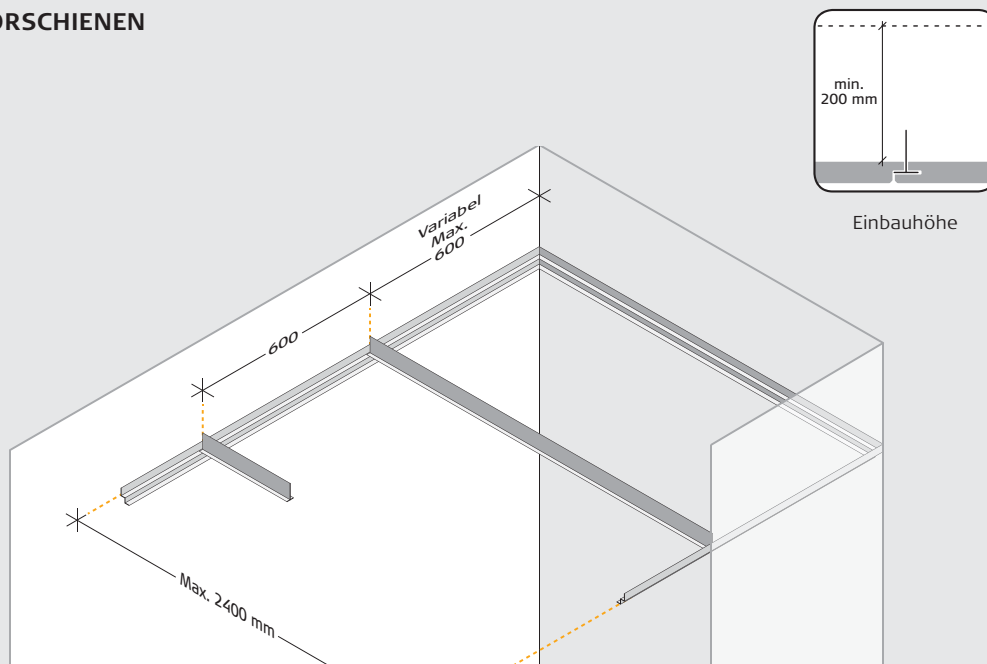 ORSCHIENEN
min.
200 mm
Einbauhöhe
Variabel
Max.
600
600
Max. 2400 mm